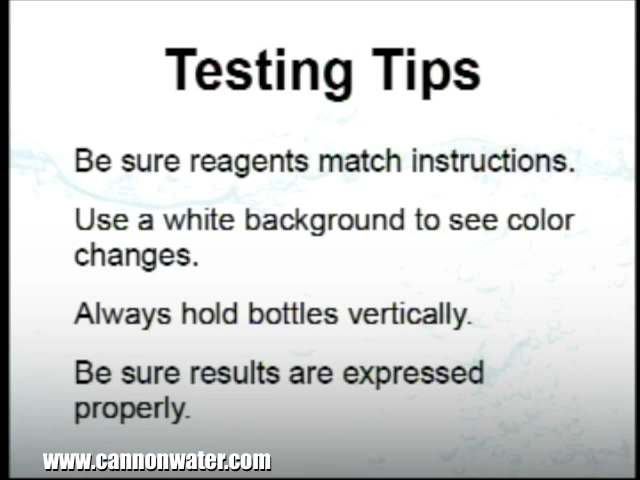 Testing Tips
Be sure reagents match instructions.
Use a white background to see color
changes.
Always hold bottles vertically.
Be sure results are expressed
properly.
www.cannonwater.com